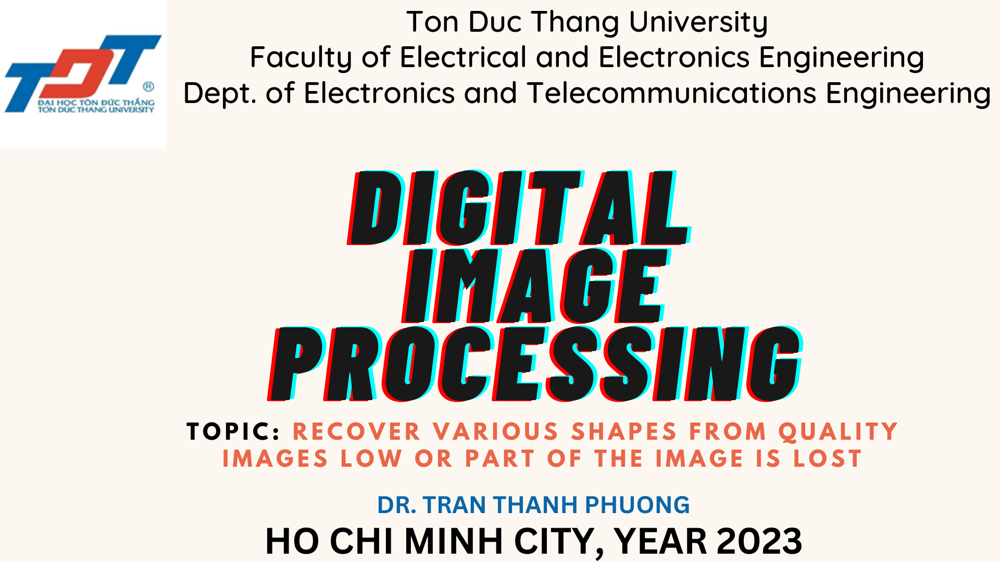 TDT
®
ĐẠI HỌC TÔN ĐỨC THẮNG
TON DUC THANG UNIVERSITY
Ton Duc Thang University
Faculty of Electrical and Electronics Engineering
Dept. of Electronics and Telecommunications Engineering
DIGITAL
IMAGE
PROCESSING
TOPIC: RECOVER VARIOUS SHAPES FROM QUALITY
IMAGES LOW OR PART OF THE IMAGE IS LOST
DR. TRAN THANH PHUONG
HO CHI MINH CITY, YEAR 2023